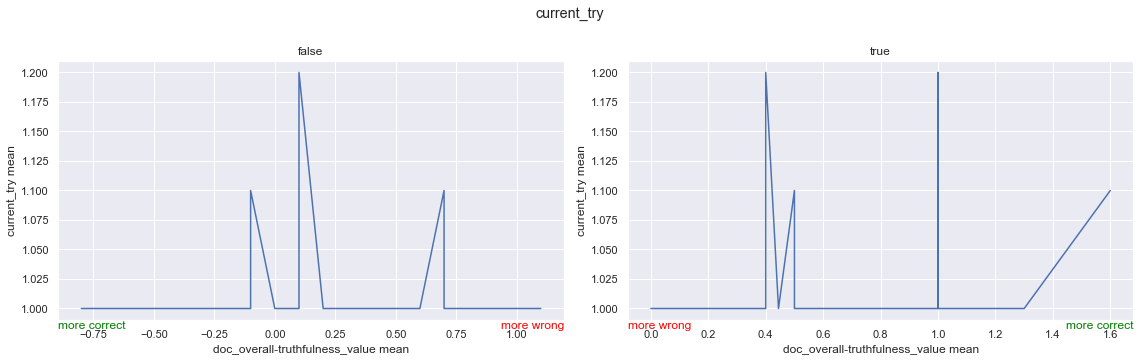 current_try
false
true
current_try mean
1.200
1.175
1.150
1.125
1.100
1.075
1.050
1.025
1.000
−0.75 −0.50 −0.25 0.00 0.25 0.50 0.75 1.00
more correct
more wrong
doc_overall-truthfulness_value mean
current_try mean
1.200
1.175
1.150
1.125
1.100
1.075
1.050
1.025
1.000
0.0 0.2 0.4 0.6 0.8 1.0 1.2 1.4 1.6
more wrong
more correct
doc_overall-truthfulness_value mean